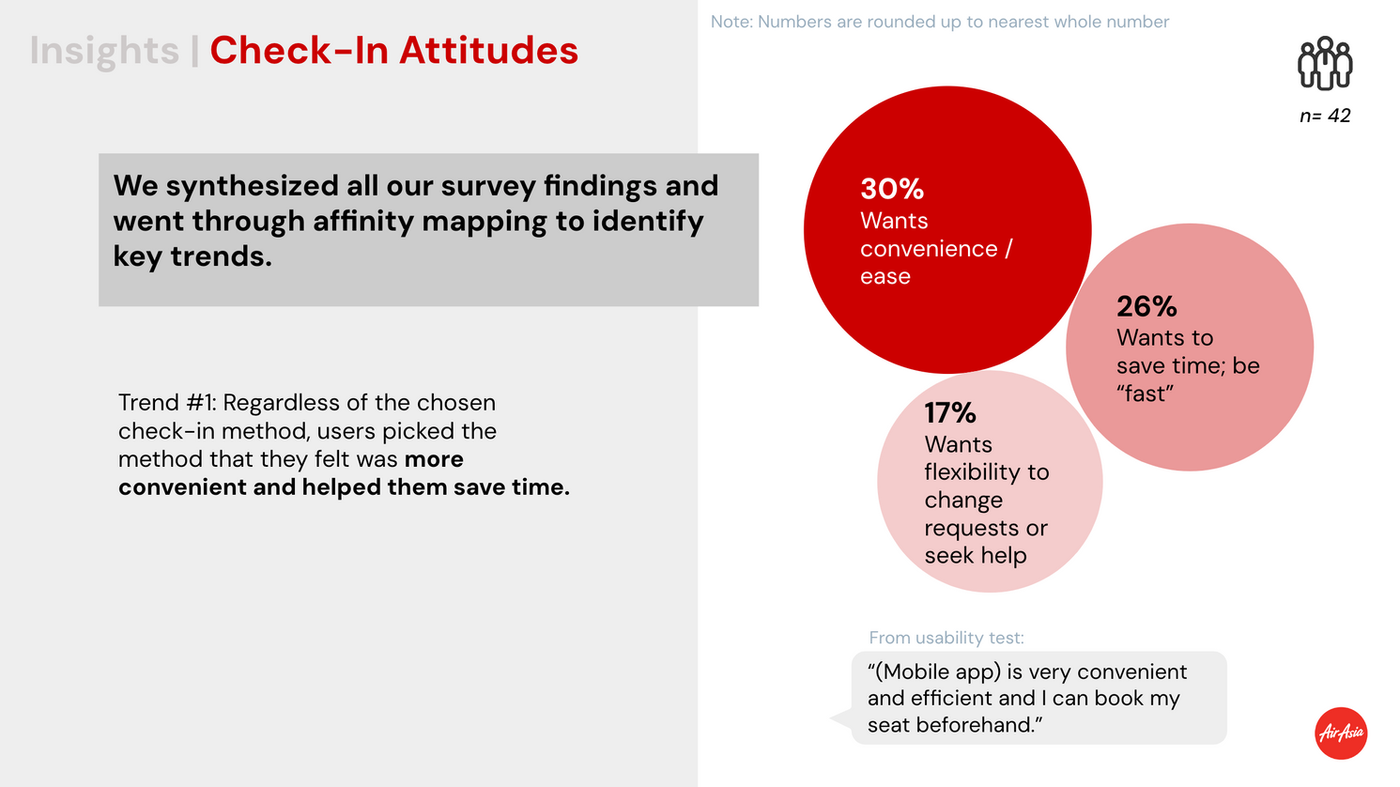 Note: Numbers are rounded up to nearest whole number
Insights | Check-In Attitudes
n= 42
We synthesized all our survey findings and
went through affinity mapping to identify
key trends.
Trend #1: Regardless of the chosen
check-in method, users picked the
method that they felt was more
convenient and helped them save time.
30%
Wants
convenience /
ease
26%
Wants to
save time; be
“fast”
17%
Wants
flexibility to
change
requests or
seek help
From usability test:
“(Mobile app) is very convenient
and efficient and I can book my
seat beforehand.”
AirAsia